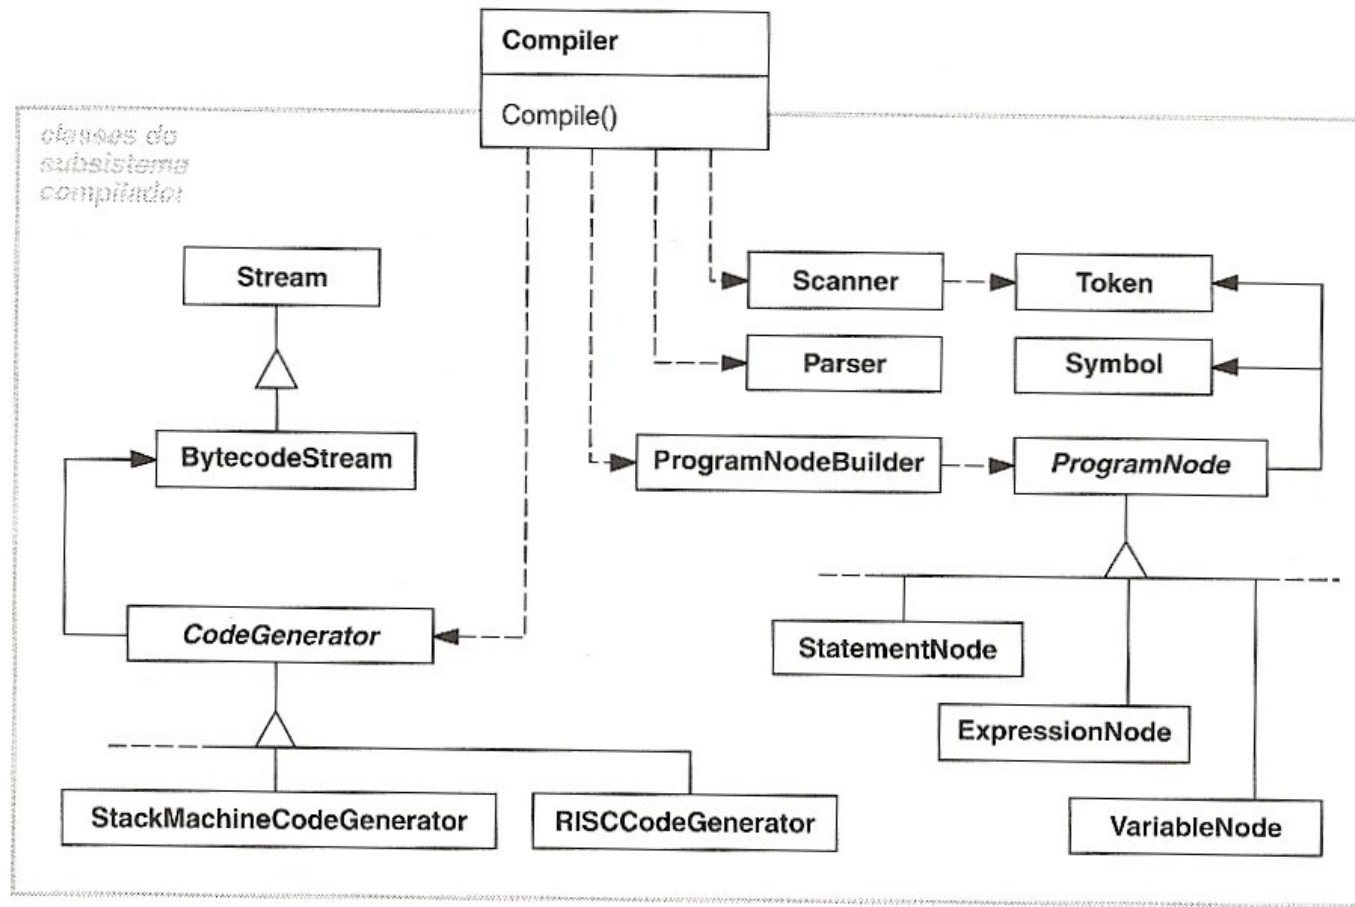 Compiler
Compile()
classes do
subsistema
compilador
Stream
Scanner
Token
Parser
Symbol
BytecodeStream
ProgramNodeBuilder
ProgramNode
CodeGenerator
StatementNode
ExpressionNode
StackMachineCodeGenerator
RISCCodeGenerator
VariableNode